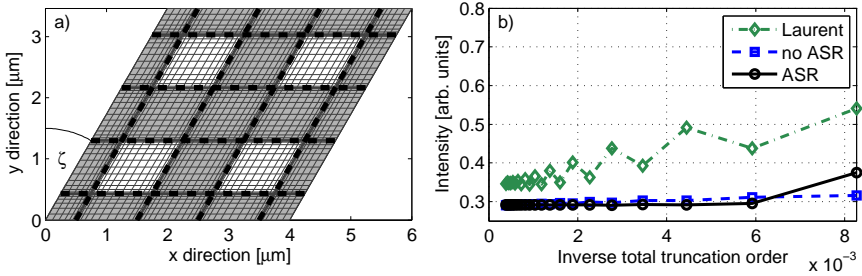 a)
y direction [μm]
3
2
1
0
ζ
0 1 2 3 4 5 6
x direction [μm]
b)
Intensity [arb. units]
0.8
0.7
0.6
0.5
0.4
0.3
Laurent
no ASR
ASR
0 2 4 6 8
Inverse total truncation order
x 10⁻³